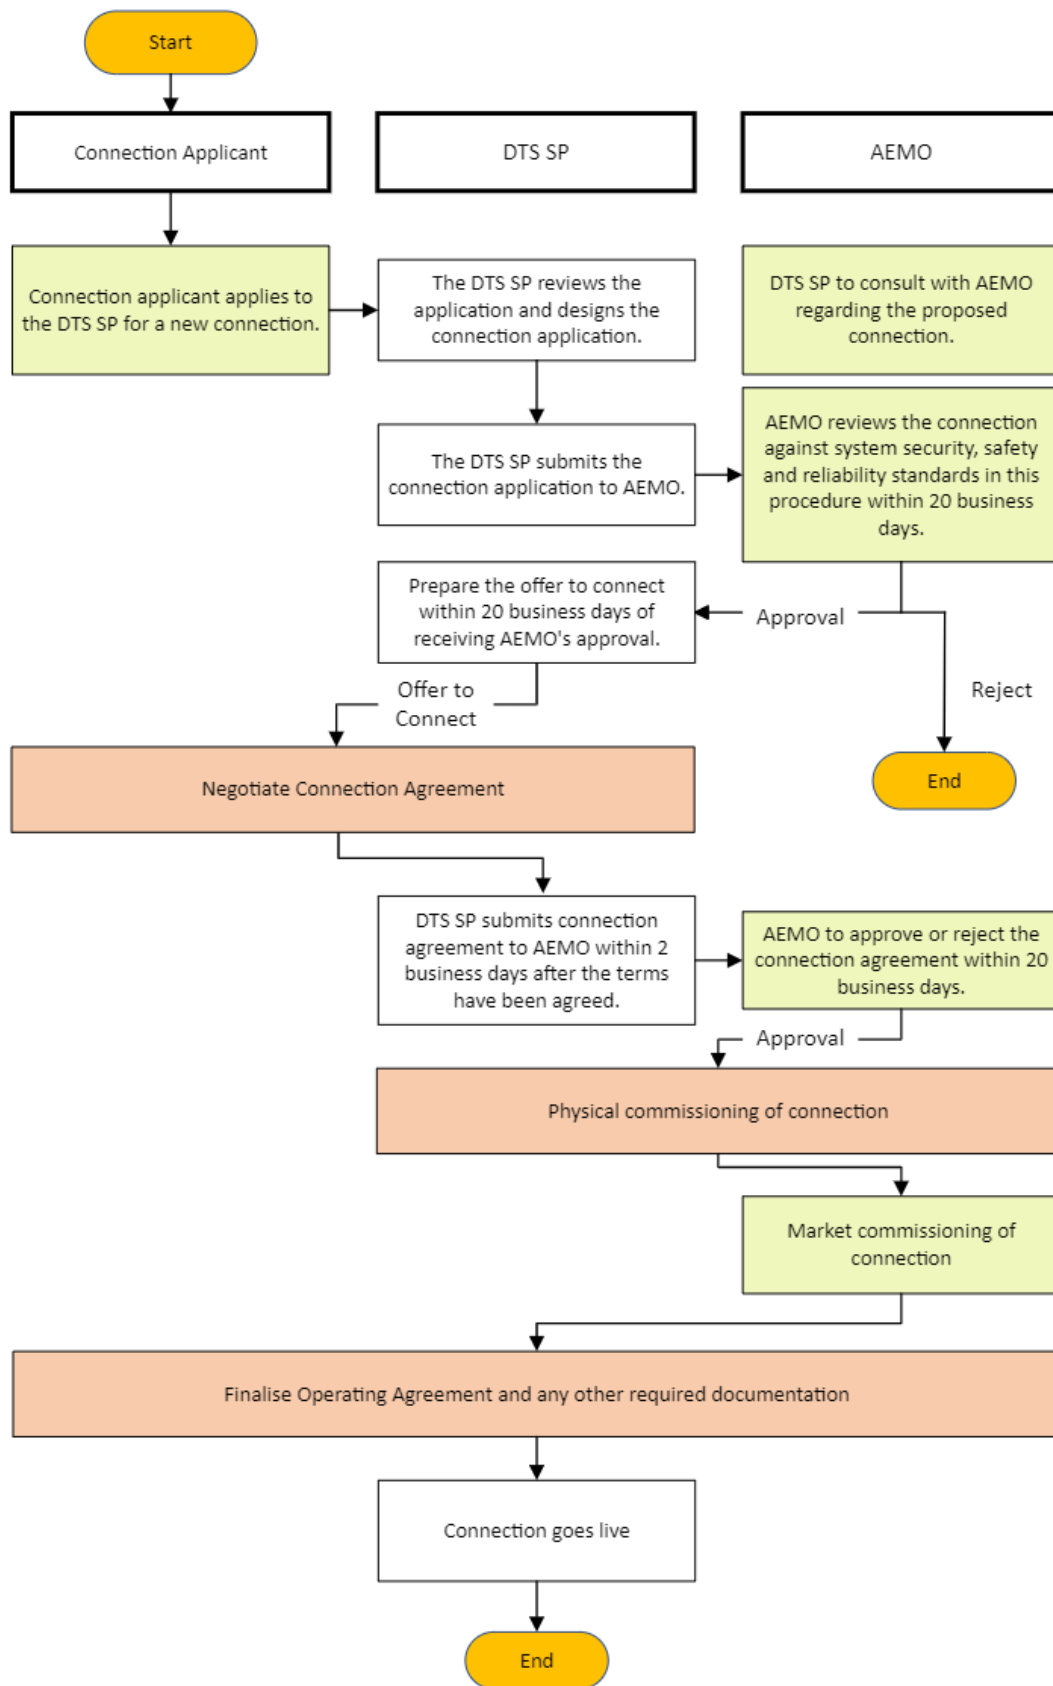 Start
Connection Applicant
DTS SP
AEMO
Connection applicant applies to
the DTS SP for a new connection.
The DTS SP reviews the
application and designs the
connection application.
DTS SP to consult with AEMO
regarding the proposed
connection.
The DTS SP submits the
connection application to AEMO.
AEMO reviews the connection
against system security, safety
and reliability standards in this
procedure within 20 business
days.
Prepare the offer to connect
within 20 business days of
receiving AEMO's approval.
Approval
Reject
Offer to
Connect
Negotiate Connection Agreement
End
DTS SP submits connection
agreement to AEMO within 2
business days after the terms
have been agreed.
AEMO to approve or reject the
connection agreement within 20
business days.
Approval
Physical commissioning of connection
Market commissioning of
connection
Finalise Operating Agreement and any other required documentation
Connection goes live
End